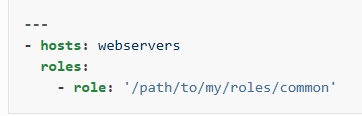 ---
- hosts: webservers
  roles:
    - role: '/path/to/my/roles/common'